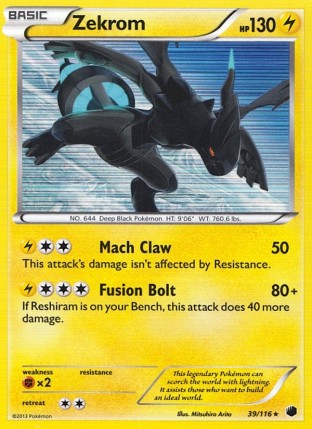 BASIC
Zekrom HP130
NO. 644 Deep Black Pokémon HT: 9'06" WT: 760.6 lbs.
Mach Claw 50
This attack's damage isn't affected by Resistance.
Fusion Bolt 80+
If Reshiram is on your Bench, this attack does 40 more
damage.
weakness resistance
×2
retreat
This legendary Pokémon can
scorch the world with lightning.
It assists those who want to build
an ideal world.
©2013 Pokémon Illus. Mitsuhiro Arita 39/116 ★